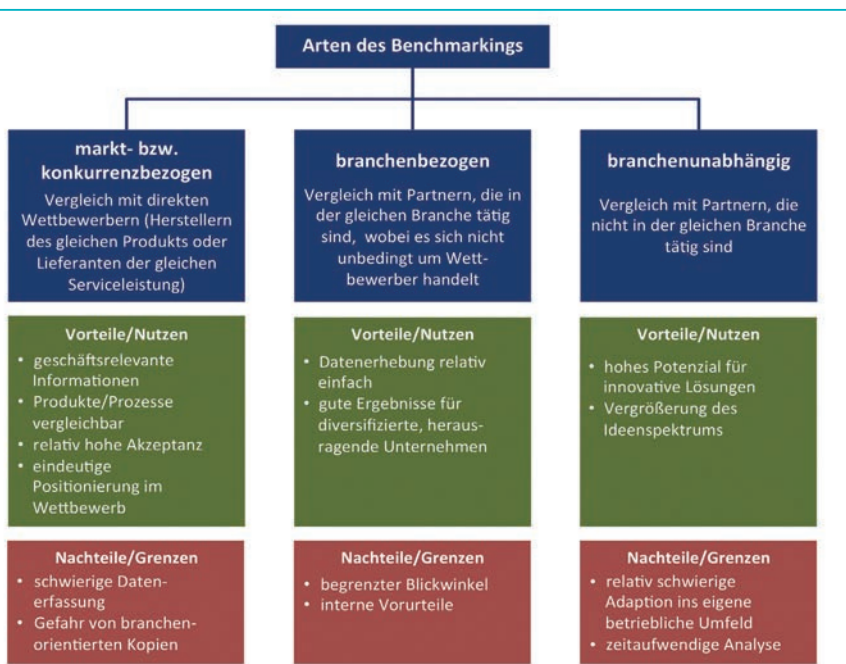 Arten des Benchmarkings
markt- bzw.
konkurrenzbezogen
Vergleich mit direkten
Wettbewerbern (Herstellern
des gleichen Produkts oder
Lieferanten der gleichen
Serviceleistung)
Vorteile/Nutzen
• geschäftsrelevante
Informationen
• Produkte/Prozesse
vergleichbar
• relativ hohe Akzeptanz
• eindeutige
Positionierung im
Wettbewerb
Nachteile/Grenzen
• schwierige Daten-
erfassung
• Gefahr von branchen-
orientierten Kopien
branchenbezogen
Vergleich mit Partnern, die in
der gleichen Branche tätig
sind, wobei es sich nicht
unbedingt um Wett-
bewerber handelt
Vorteile/Nutzen
• Datenerhebung relativ
einfach
• gute Ergebnisse für
diversifizierte, heraus-
ragende Unternehmen
Nachteile/Grenzen
• begrenzter Blickwinkel
• interne Vorurteile
branchenunabhängig
Vergleich mit Partnern, die
nicht in der gleichen Branche
tätig sind
Vorteile/Nutzen
• hohes Potenzial für
innovative Lösungen
• Vergrößerung des
Ideenspektrums
Nachteile/Grenzen
• relativ schwierige
Adaption ins eigene
betriebliche Umfeld
• zeitaufwendige Analyse